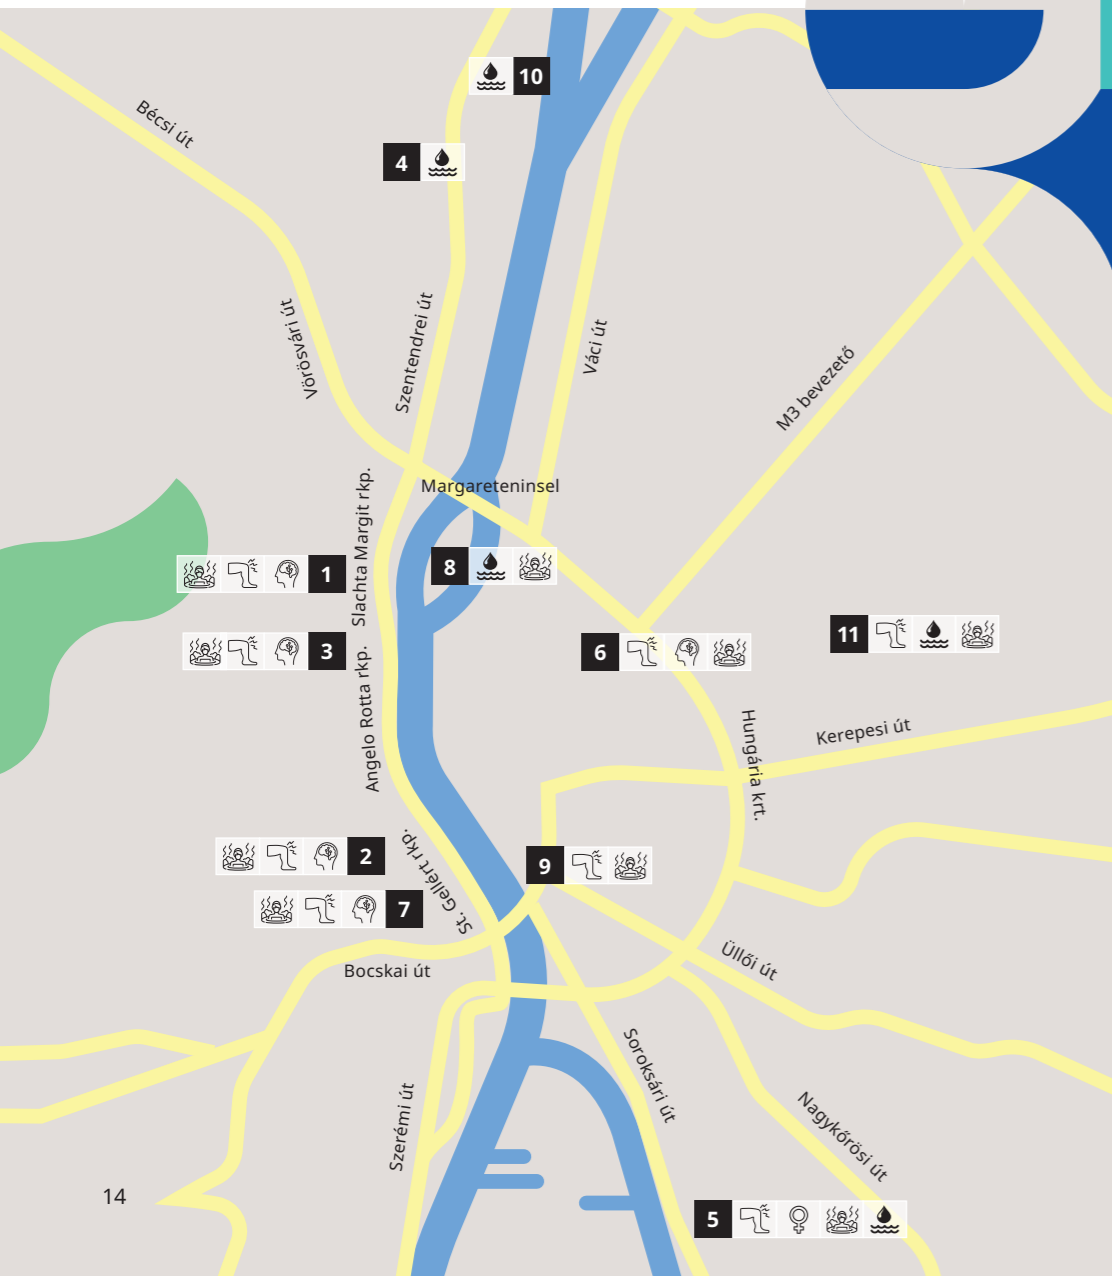 10
Bécsi út
4
Vörösvári út
Szentendrei út
Váci út
M3 bevezető
Slachta Margit rkp.
Margareteninsel
1
8
3
6
11
Angelo Rotta rkp.
Hungária krt.
Kerepesi út
2
St. Gellért rkp.
9
7
Bocskai út
Üllői út
Soroksári út
Szerémi út
Nagykőrösi út
14
5